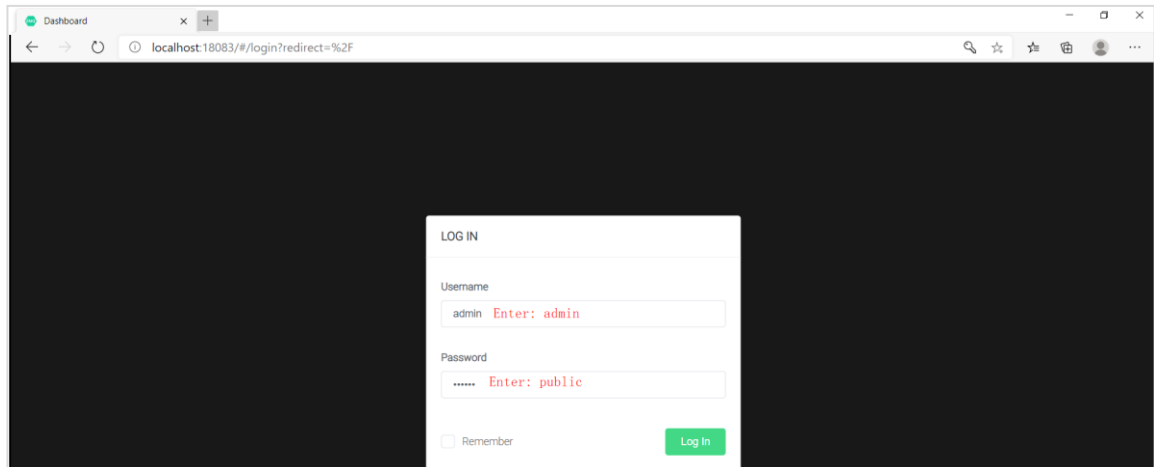 Dashboard
localhost:18083/#/login?redirect=%2F
LOG IN
Username
admin Enter: admin
Password
•••••• Enter: public
Remember
Log In